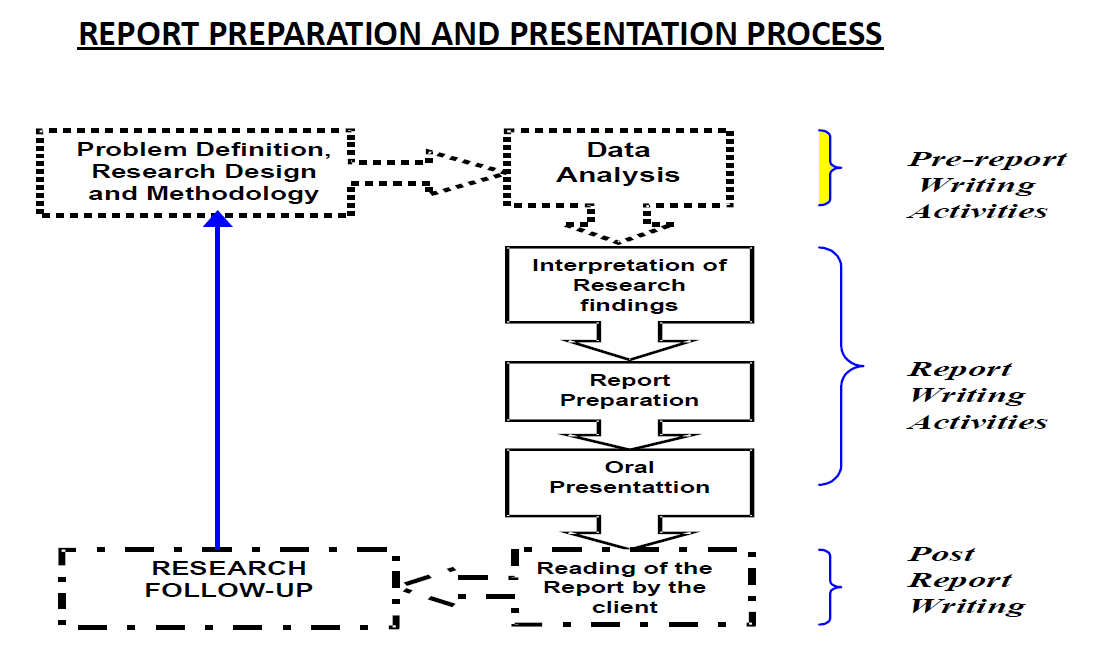 REPORT PREPARATION AND PRESENTATION PROCESS
Problem Definition,
Research Design
and Methodology
Data
Analysis
Pre-report
Writing
Activities
Interpretation of
Research
findings
Report
Preparation
Oral
Presentattion
Report
Writing
Activities
RESEARCH
FOLLOW-UP
Reading of the
Report by the
client
Post
Report
Writing